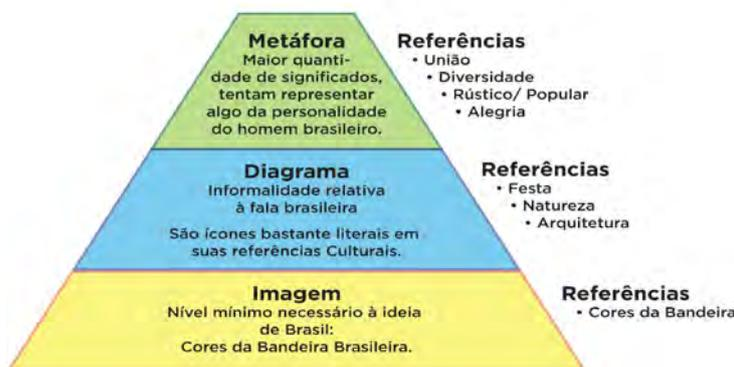 Metáfora
Maior quanti-
dade de significados,
tentam representar
algo da personalidade
do homem brasileiro.
Referências
• União
• Diversidade
• Rústico/ Popular
• Alegria
Diagrama
Informalidade relativa
à fala brasileira
São ícones bastante literais em
suas referências Culturais.
Referências
• Festa
• Natureza
• Arquitetura
Imagem
Nível mínimo necessário à ideia
de Brasil:
Cores da Bandeira Brasileira.
Referências
• Cores da Bandeira